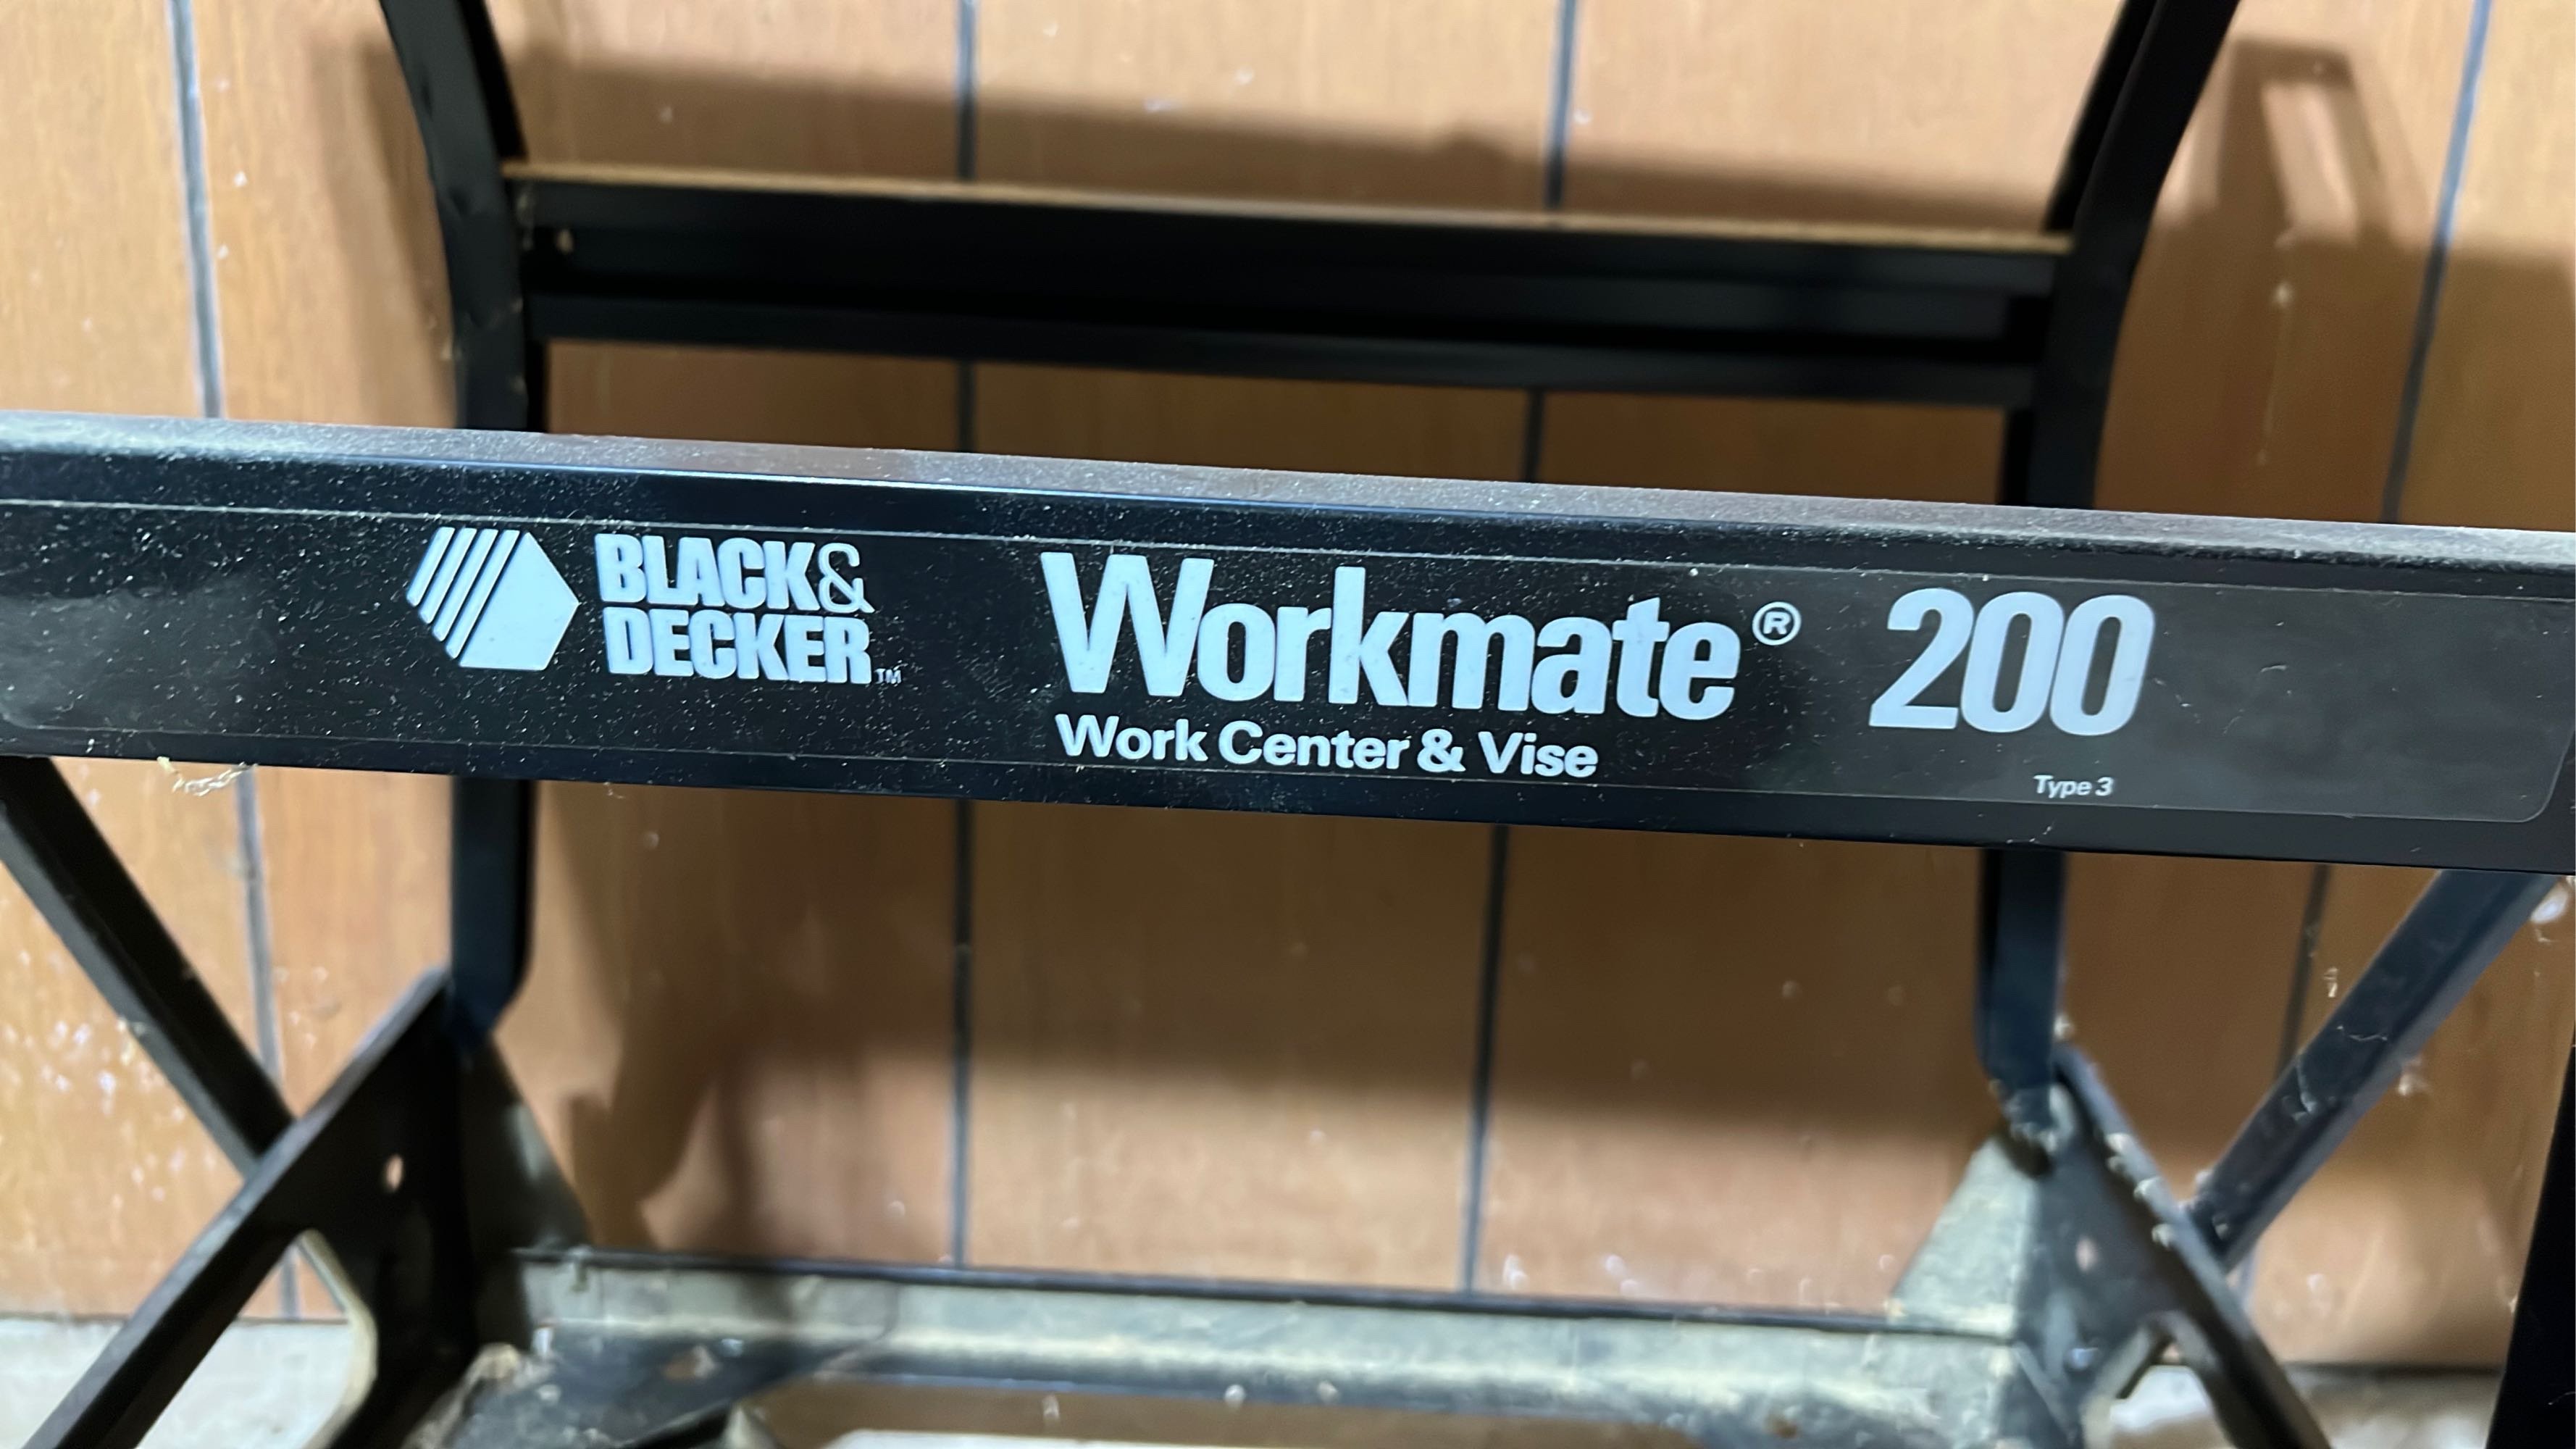 BLACK&
DECKER™
Workmate® 200
Work Center & Vise
Type 3